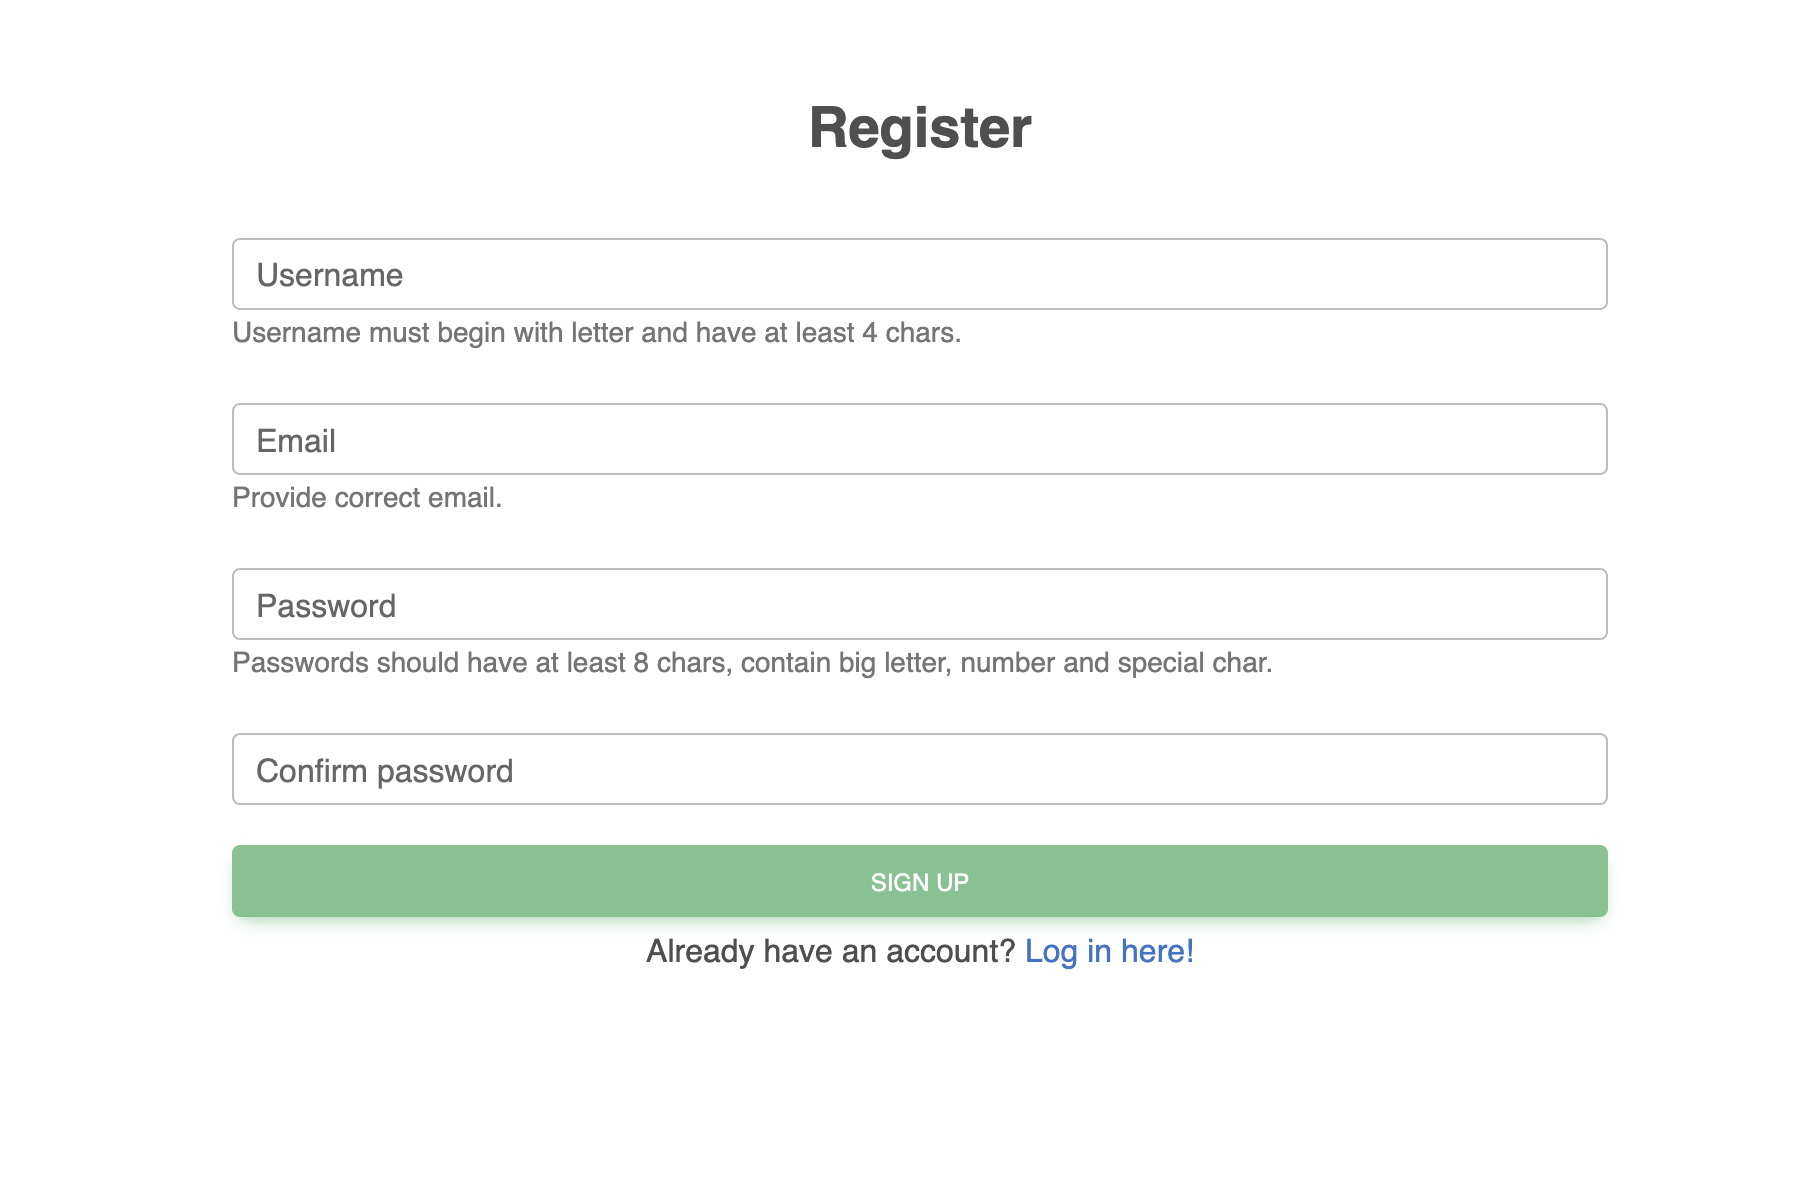 Register
Username
Username must begin with letter and have at least 4 chars.
Email
Provide correct email.
Password
Passwords should have at least 8 chars, contain big letter, number and special char.
Confirm password
SIGN UP
Already have an account? Log in here!